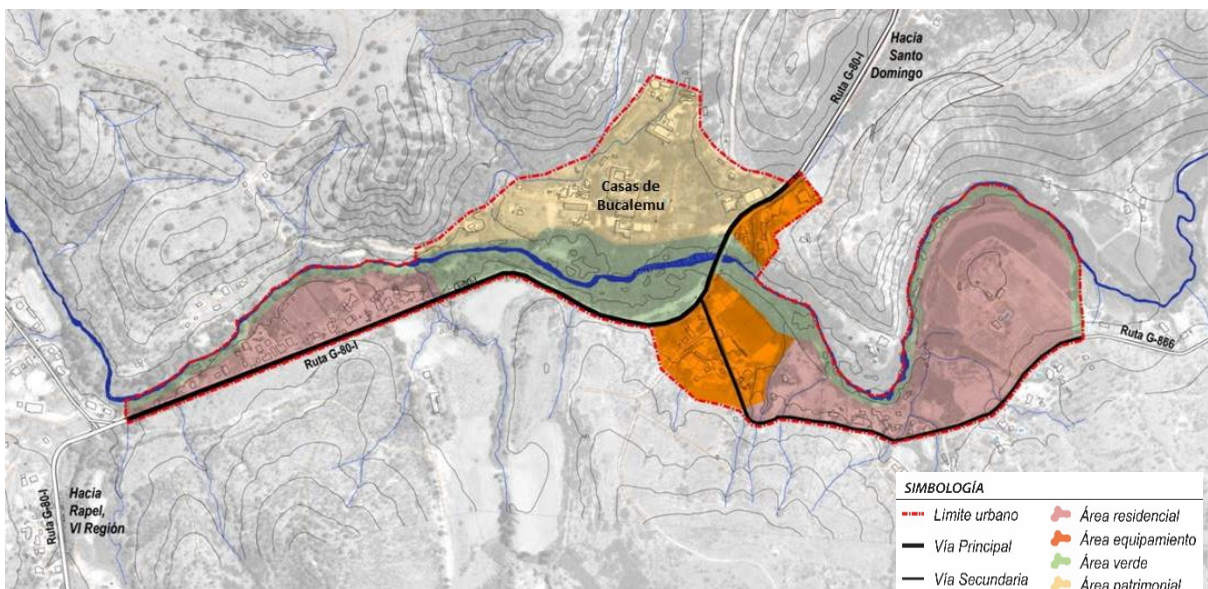 Hacia
Santo
Domingo
Ruta G-80-I
Casas de
Bucalemu
Ruta G-80-I
Ruta G-866
Hacia
Rapel,
VI Región
Ruta G-80-I
SIMBOLOGÍA
Limite urbano
Vía Principal
Vía Secundaria
Área residencial
Área equipamiento
Área verde
Área patrimonial